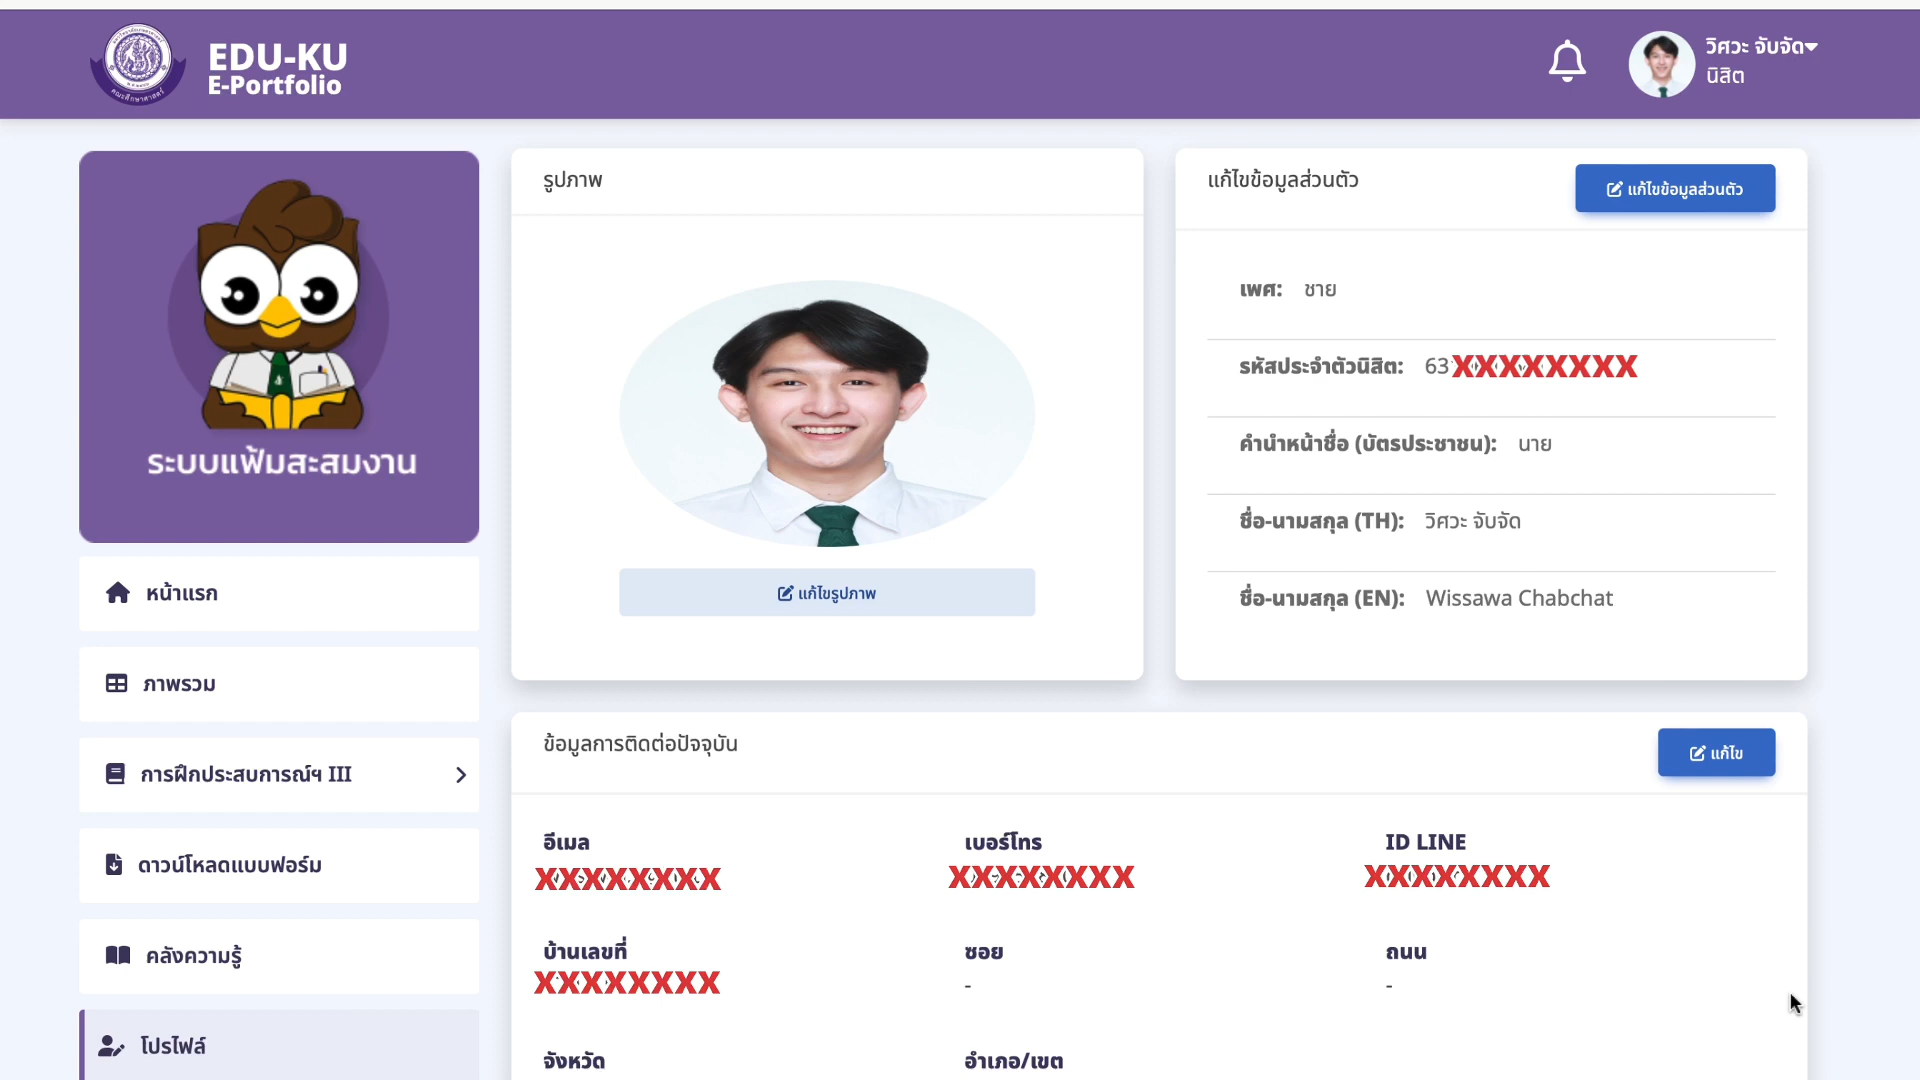 EDU-KU
E-Portfolio
คณะศึกษาศาสตร์
วิศวะ จับจัด
นิสิต
ระบบแฟ้มสะสมงาน
หน้าแรก
ภาพรวม
การฝึกประสบการณ์ฯ III
ดาวน์โหลดแบบฟอร์ม
คลังความรู้
โปรไฟล์
รูปภาพ
แก้ไขรูปภาพ
แก้ไขข้อมูลส่วนตัว
แก้ไขข้อมูลส่วนตัว
เพศ: ชาย
รหัสประจำตัวนิสิต: 63XXXXXXXX
คำนำหน้าชื่อ (บัตรประชาชน): นาย
ชื่อ-นามสกุล (TH): วิศวะ จับจัด
ชื่อ-นามสกุล (EN): Wissawa Chabchat
ข้อมูลการติดต่อปัจจุบัน
แก้ไข
อีเมล เบอร์โทร ID LINE
XXXXXXXX XXXXXXXX XXXXXXXX
บ้านเลขที่ ซอย ถนน
XXXXXXXX - -
จังหวัด อำเภอ/เขต